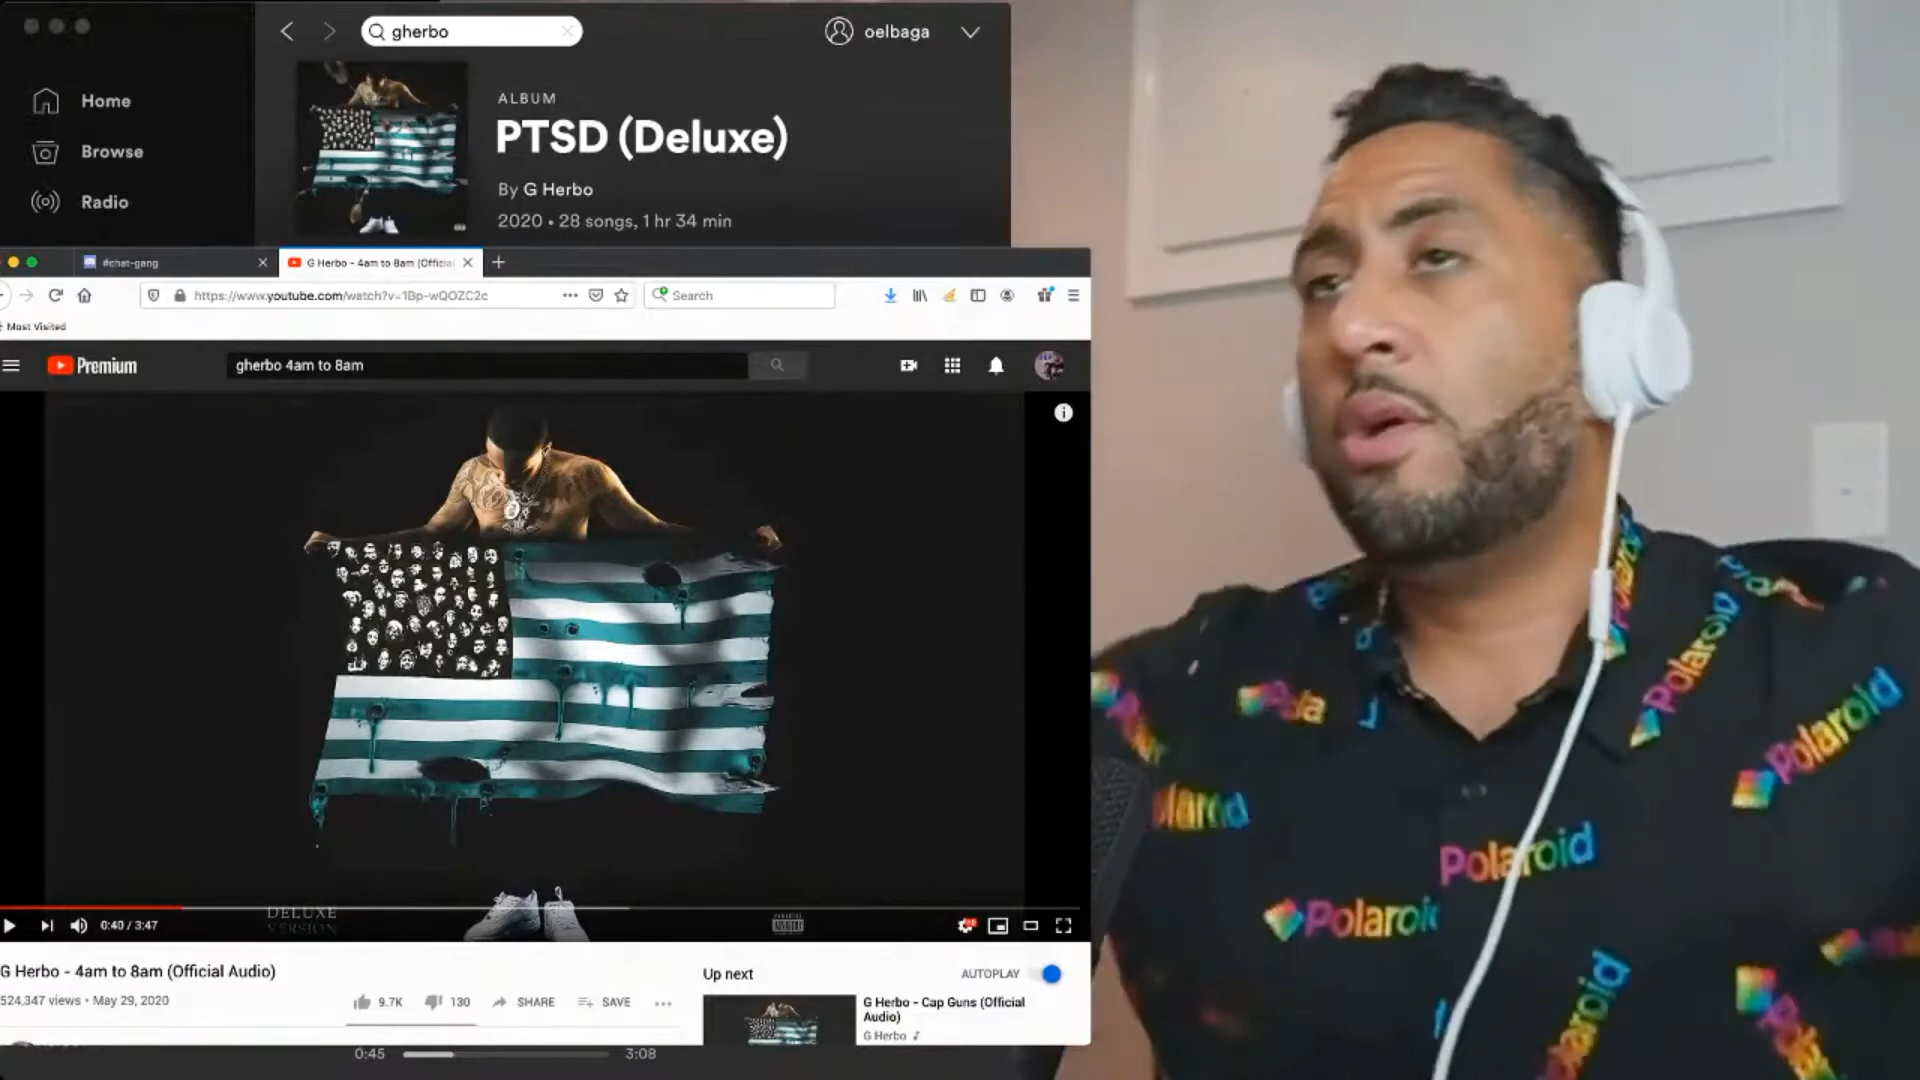 gherbo
oelbaga
Home
Browse
Radio
ALBUM
PTSD (Deluxe)
By G Herbo
2020 • 28 songs, 1 hr 34 min
#chat-gang
G Herbo - 4am to 8am (Official
https://www.youtube.com/watch?v=1Bp-wQOZC2c
Search
Most Visited
Premium
gherbo 4am to 8am
DELUXE
VERSION
0:40 / 3:47
G Herbo - 4am to 8am (Official Audio)
524,347 views • May 29, 2020
9.7K
130
SHARE
SAVE
Up next
AUTOPLAY
G Herbo - Cap Guns (Official
Audio)
G Herbo
0:45
3:08
Polaroid
Polaroid
Polaroid